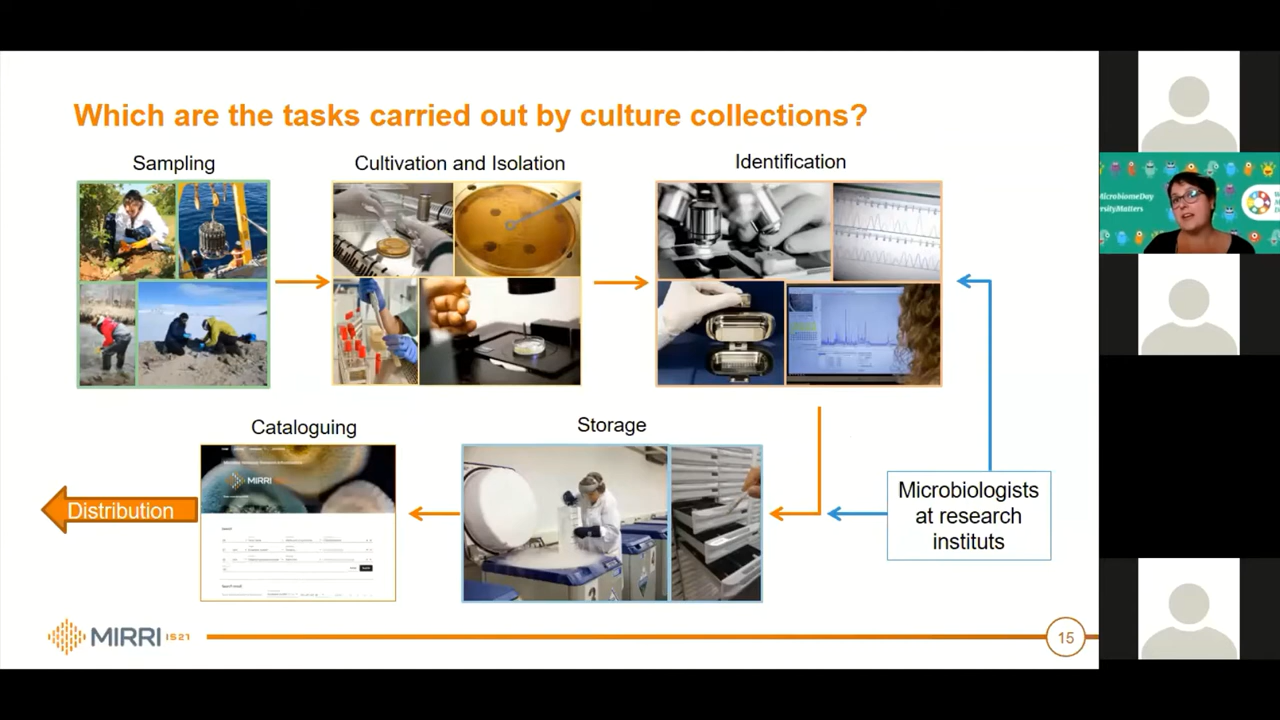 Which are the tasks carried out by culture collections?
Sampling
Cultivation and Isolation
Identification
MicrobiomeDay
ersityMatters
Cataloguing
Storage
MIRRI
Distribution
Microbiologists
at research
instituts
MIRRI IS21
15